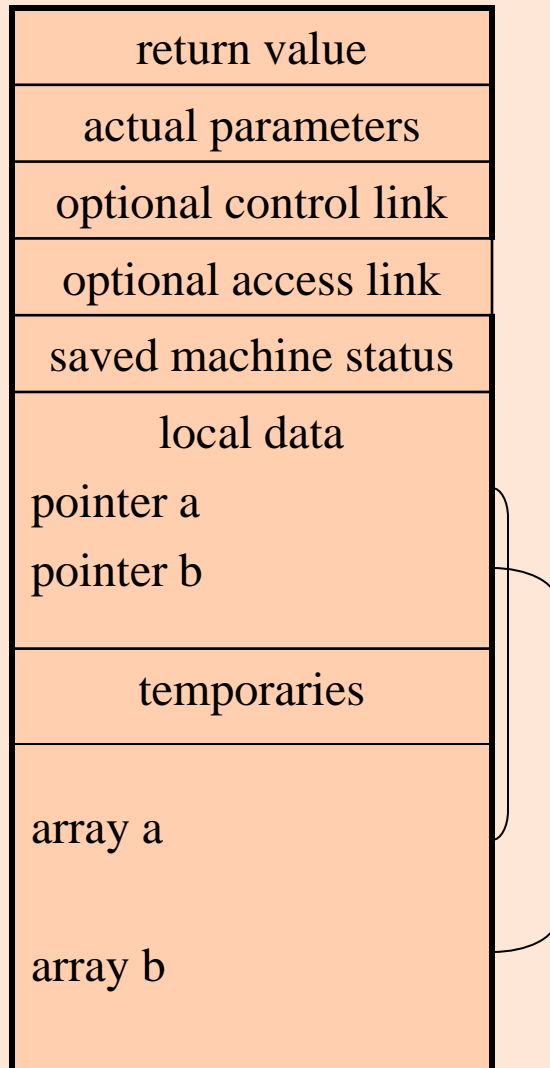 return value
actual parameters
optional control link
optional access link
saved machine status
local data
pointer a
pointer b
temporaries
array a
array b